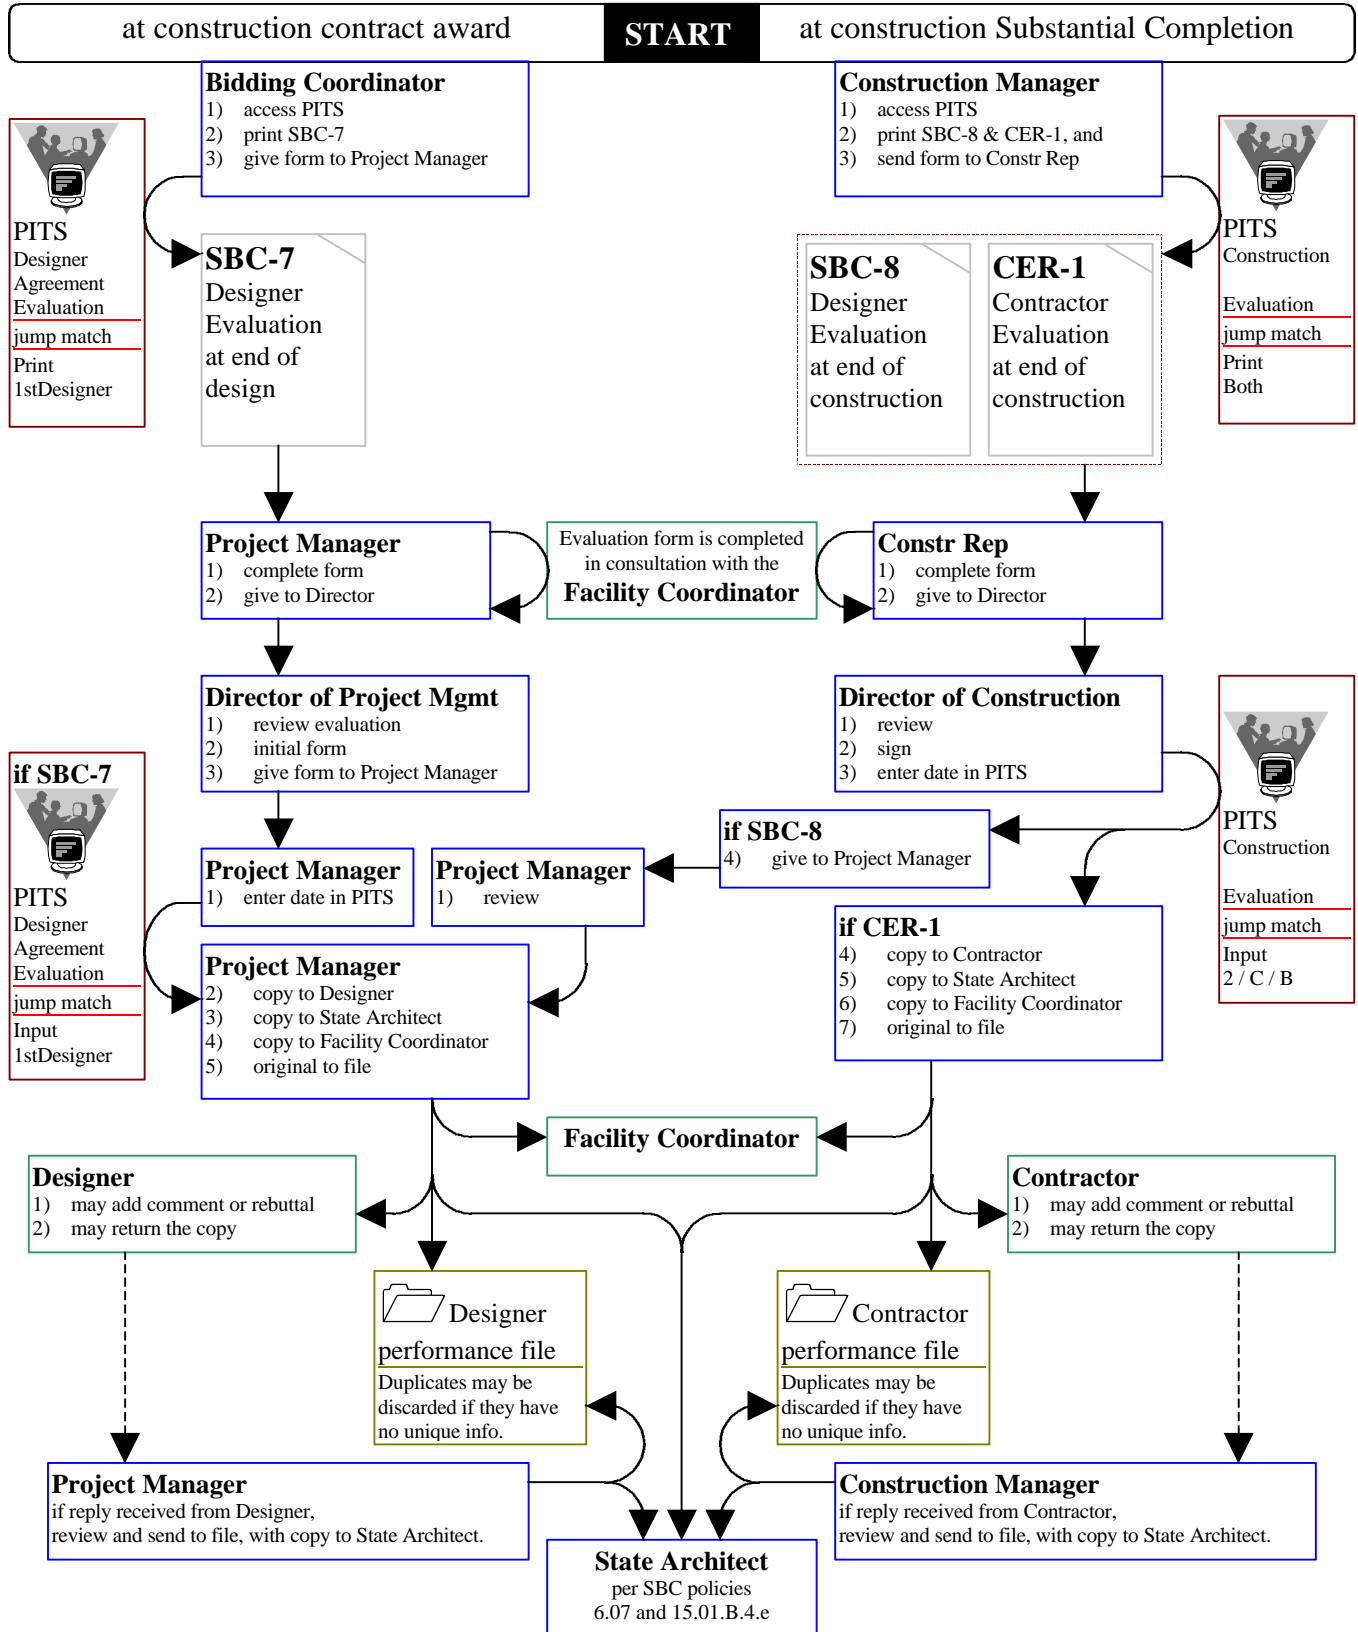 at construction contract award
START
at construction Substantial Completion
Bidding Coordinator
1) access PITS
2) print SBC-7
3) give form to Project Manager
Construction Manager
1) access PITS
2) print SBC-8 & CER-1, and
3) send form to Constr Rep
PITS
Designer
Agreement
Evaluation
jump match
Print
1stDesigner
SBC-7
Designer
Evaluation
at end of
design
SBC-8
Designer
Evaluation
at end of
construction
CER-1
Contractor
Evaluation
at end of
construction
PITS
Construction
Evaluation
jump match
Print
Both
Project Manager
1) complete form
2) give to Director
Evaluation form is completed
in consultation with the
Facility Coordinator
Constr Rep
1) complete form
2) give to Director
Director of Project Mgmt
1) review evaluation
2) initial form
3) give form to Project Manager
Director of Construction
1) review
2) sign
3) enter date in PITS
if SBC-7
PITS
Designer
Agreement
Evaluation
jump match
Input
1stDesigner
Project Manager
1) enter date in PITS
Project Manager
1) review
if SBC-8
4) give to Project Manager
PITS
Construction
Evaluation
jump match
Input
2 / C / B
Project Manager
2) copy to Designer
3) copy to State Architect
4) copy to Facility Coordinator
5) original to file
if CER-1
4) copy to Contractor
5) copy to State Architect
6) copy to Facility Coordinator
7) original to file
Facility Coordinator
Designer
1) may add comment or rebuttal
2) may return the copy
Contractor
1) may add comment or rebuttal
2) may return the copy
Designer
performance file
Duplicates may be
discarded if they have
no unique info.
Contractor
performance file
Duplicates may be
discarded if they have
no unique info.
Project Manager
if reply received from Designer,
review and send to file, with copy to State Architect.
Construction Manager
if reply received from Contractor,
review and send to file, with copy to State Architect.
State Architect
per SBC policies
6.07 and 15.01.B.4.e